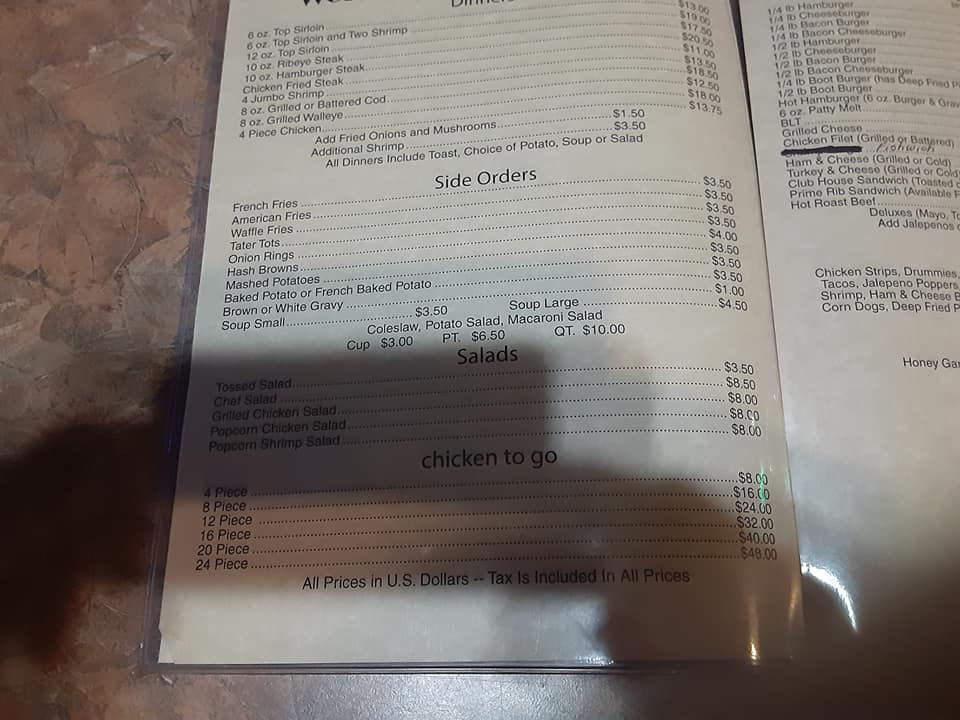 Dinners
6 oz. Top Sirloin $13.00
6 oz. Top Sirloin and Two Shrimp $19.00
12 oz. Top Sirloin $17.50
10 oz. Ribeye Steak $20.50
10 oz. Hamburger Steak $11.00
Chicken Fried Steak $13.50
4 Jumbo Shrimp $18.50
8 oz. Grilled or Battered Cod $12.50
8 oz. Grilled Walleye $18.00
4 Piece Chicken $13.75
Add Fried Onions and Mushrooms $1.50
Additional Shrimp $3.50
All Dinners Include Toast, Choice of Potato, Soup or Salad
Side Orders
French Fries $3.50
American Fries $3.50
Waffle Fries $3.50
Tater Tots $3.50
Onion Rings $4.00
Hash Browns $3.50
Mashed Potatoes $3.50
Baked Potato or French Baked Potato $3.50
Brown or White Gravy $1.00
Soup Small $3.50 Soup Large $4.50
Coleslaw, Potato Salad, Macaroni Salad
Cup $3.00 PT. $6.50 QT. $10.00
Salads
Tossed Salad $3.50
Chef Salad $8.50
Grilled Chicken Salad $8.00
Popcorn Chicken Salad $8.00
Popcorn Shrimp Salad $8.00
chicken to go
4 Piece $8.00
8 Piece $16.00
12 Piece $24.00
16 Piece $32.00
20 Piece $40.00
24 Piece $48.00
All Prices in U.S. Dollars -- Tax Is Included In All Prices
1/4 lb Hamburger
1/4 lb Cheeseburger
1/4 lb Bacon Burger
1/4 lb Bacon Cheeseburger
1/2 lb Hamburger
1/2 lb Cheeseburger
1/2 lb Bacon Burger
1/2 lb Bacon Cheeseburger
1/4 lb Boot Burger (has Deep Fried
1/2 lb Boot Burger
Hot Hamburger (6 oz. Burger &
6 oz. Patty Melt
BLT
Grilled Cheese
Chicken Filet (Grilled or Battered)
Ham & Cheese (Grilled or Cold)
Turkey & Cheese (Grilled or Cold
Club House Sandwich (Toasted
Prime Rib Sandwich (Available
Hot Roast Beef
Deluxes (Mayo,
Add Jalepenos
Chicken Strips, Drummies,
Tacos, Jalepeno Poppers,
Shrimp, Ham & Cheese
Corn Dogs, Deep Fried
Honey